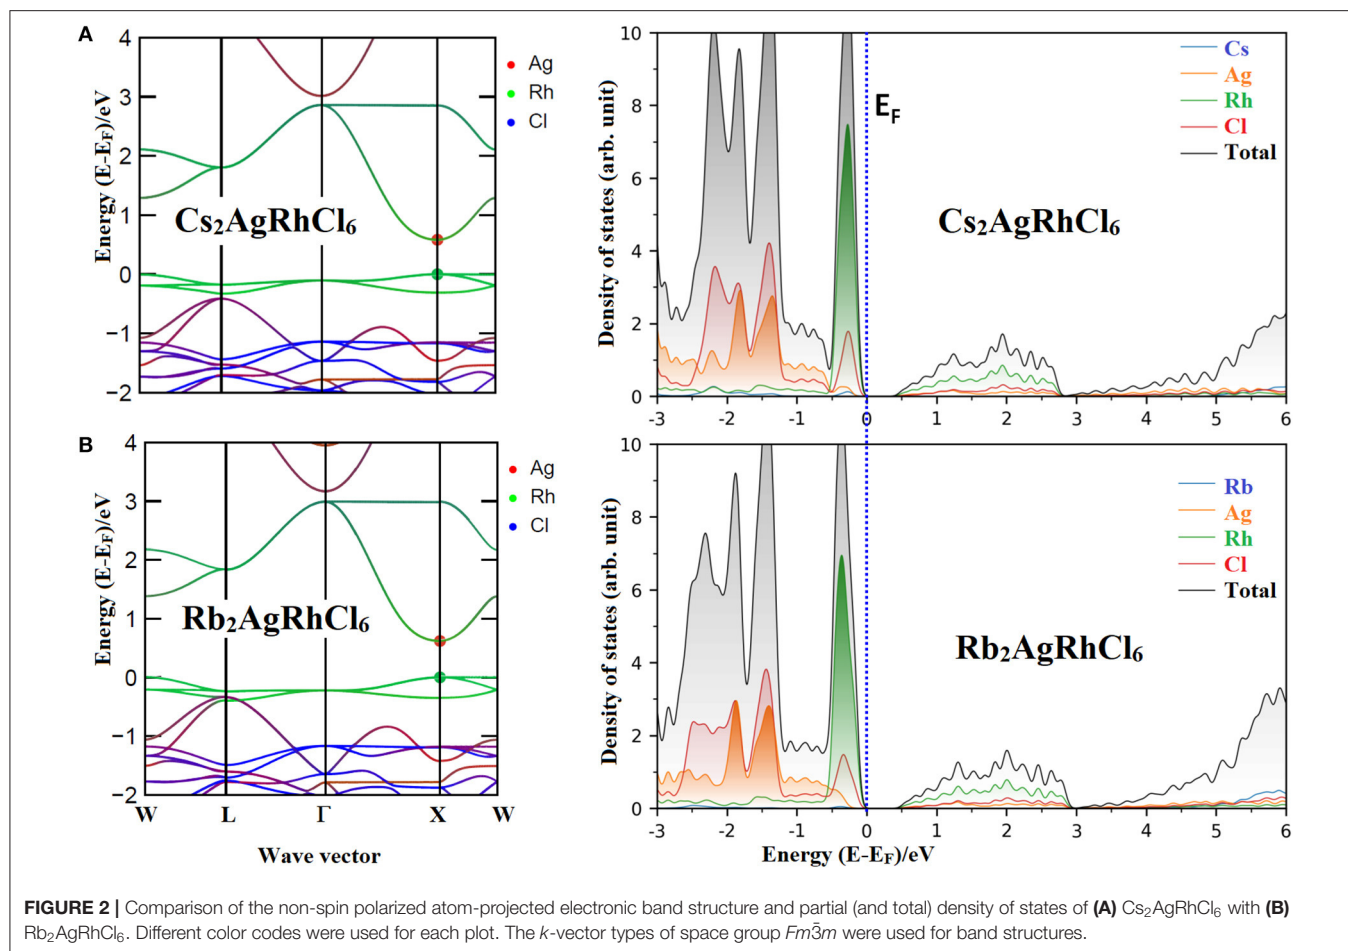 A
4
3
2
1
0
−1
−2
Energy (E-EF)/eV
Cs2AgRhCl6
Ag
Rh
Cl
10
8
6
4
2
0
Density of states (arb. unit)
EF
Cs
Ag
Rh
Cl
Total
Cs2AgRhCl6
-3 -2 -1 0 1 2 3 4 5 6
B
4
3
2
1
0
−1
−2
Energy (E-EF)/eV
Rb2AgRhCl6
Ag
Rh
Cl
W L Γ X W
Wave vector
10
8
6
4
2
0
Density of states (arb. unit)
Rb
Ag
Rh
Cl
Total
Rb2AgRhCl6
-3 -2 -1 0 1 2 3 4 5 6
Energy (E-EF)/eV
FIGURE 2 | Comparison of the non-spin polarized atom-projected electronic band structure and partial (and total) density of states of (A) Cs2AgRhCl6 with (B)
Rb2AgRhCl6. Different color codes were used for each plot. The k-vector types of space group Fm3̄m were used for band structures.